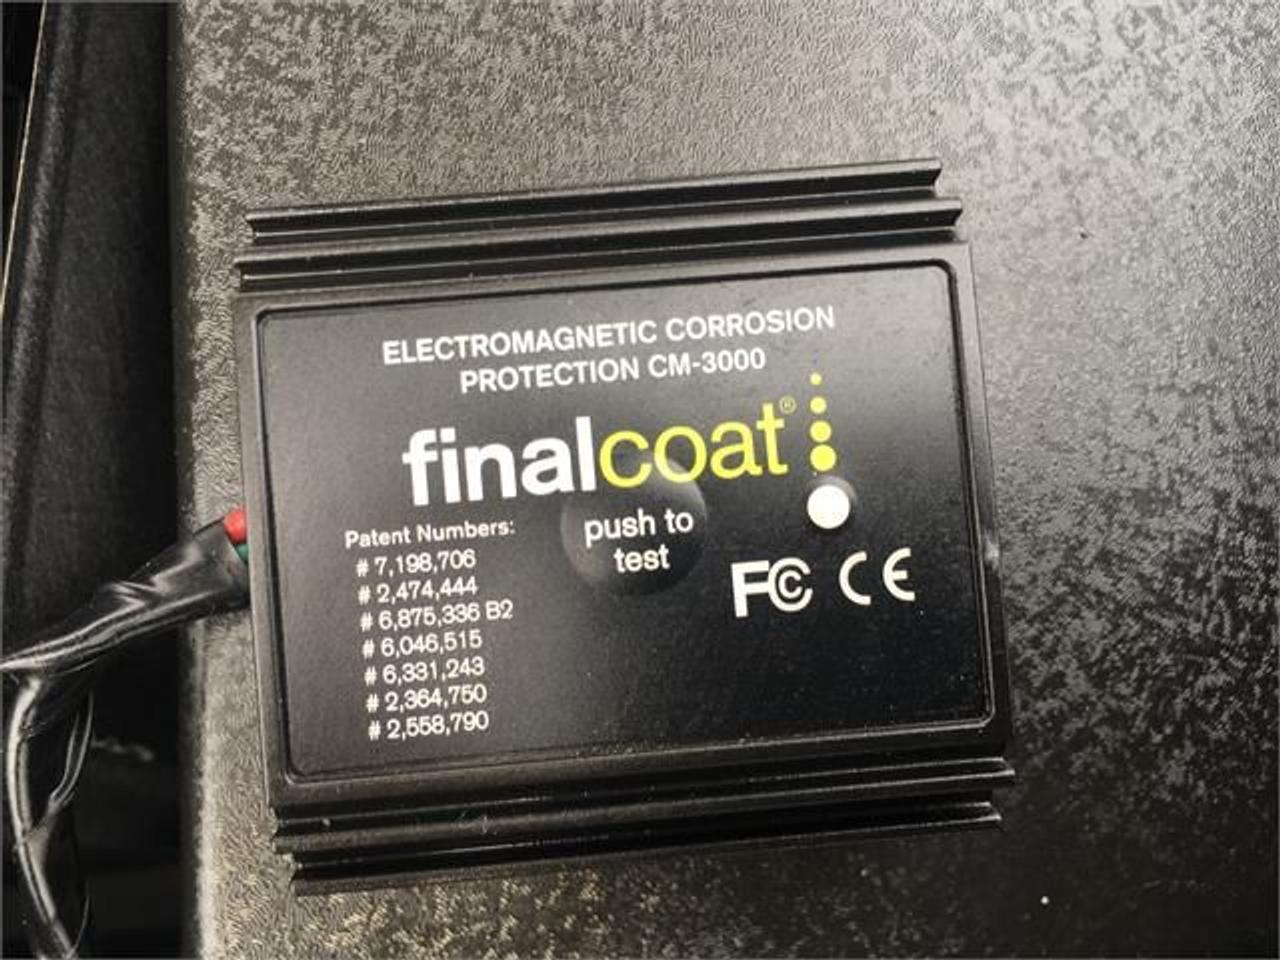 ELECTROMAGNETIC CORROSION
PROTECTION CM-3000
finalcoat®
push to
test
Patent Numbers:
# 7,198,706
# 2,474,444
# 6,875,336 B2
# 6,046,515
# 6,331,243
# 2,364,750
# 2,558,790
FC CE